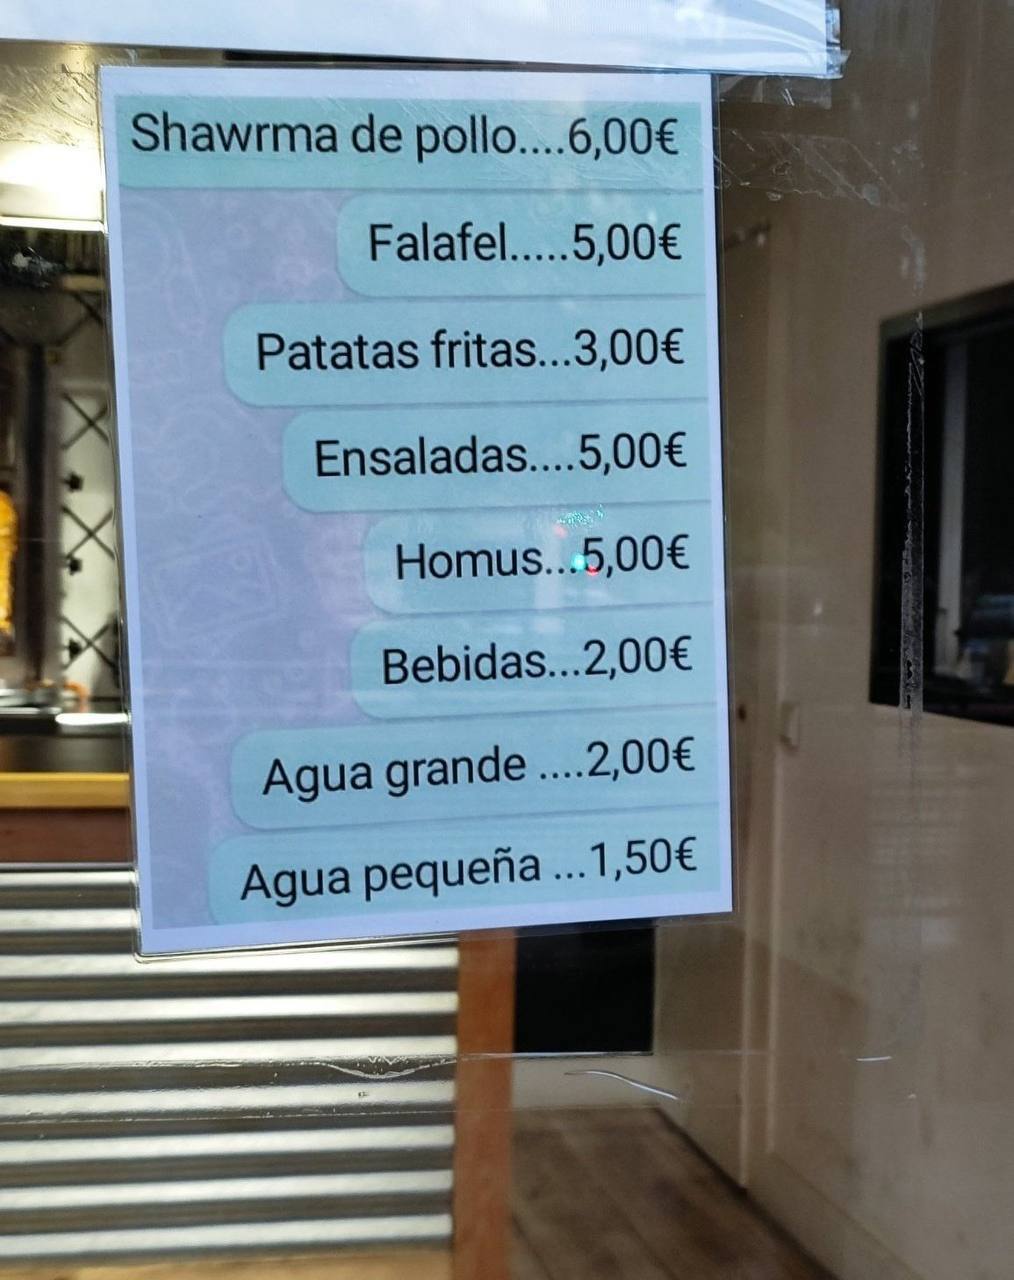 Shawrma de pollo....6,00€
Falafel.....5,00€
Patatas fritas...3,00€
Ensaladas....5,00€
Homus...5,00€
Bebidas...2,00€
Agua grande ....2,00€
Agua pequeña ...1,50€